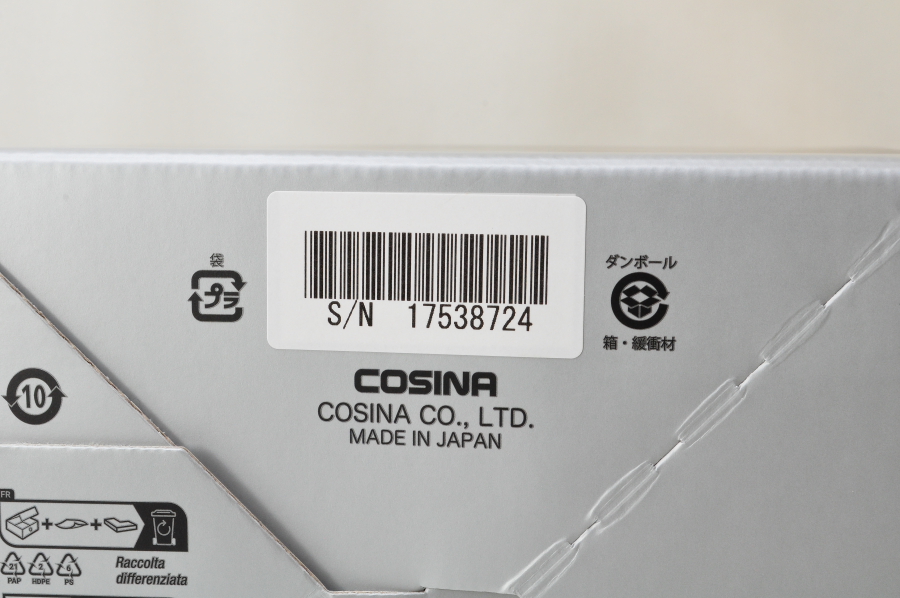 袋
プラ
S/N 17538724
ダンボール
箱・緩衝材
COSINA
COSINA CO., LTD.
MADE IN JAPAN
10
FR
21
PAP
2
HDPE
6
PS
Raccolta
differenziata